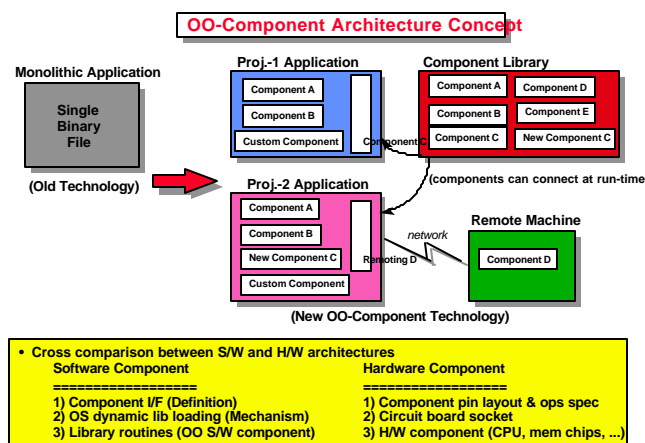 OO-Component Architecture Concept
Monolithic Application
Single
Binary
File
(Old Technology)
Proj.-1 Application
Component A
Component B
Custom Component
Component C
Component Library
Component A
Component D
Component B
Component E
Component C
New Component C
(components can connect at run-time
Proj.-2 Application
Component A
Component B
New Component C
Custom Component
Remoting D
network
Remote Machine
Component D
(New OO-Component Technology)
• Cross comparison between S/W and H/W architectures
Software Component
==================
1) Component I/F (Definition)
2) OS dynamic lib loading (Mechanism)
3) Library routines (OO S/W component)
Hardware Component
==================
1) Component pin layout & ops spec
2) Circuit board socket
3) H/W component (CPU, mem chips, ...)